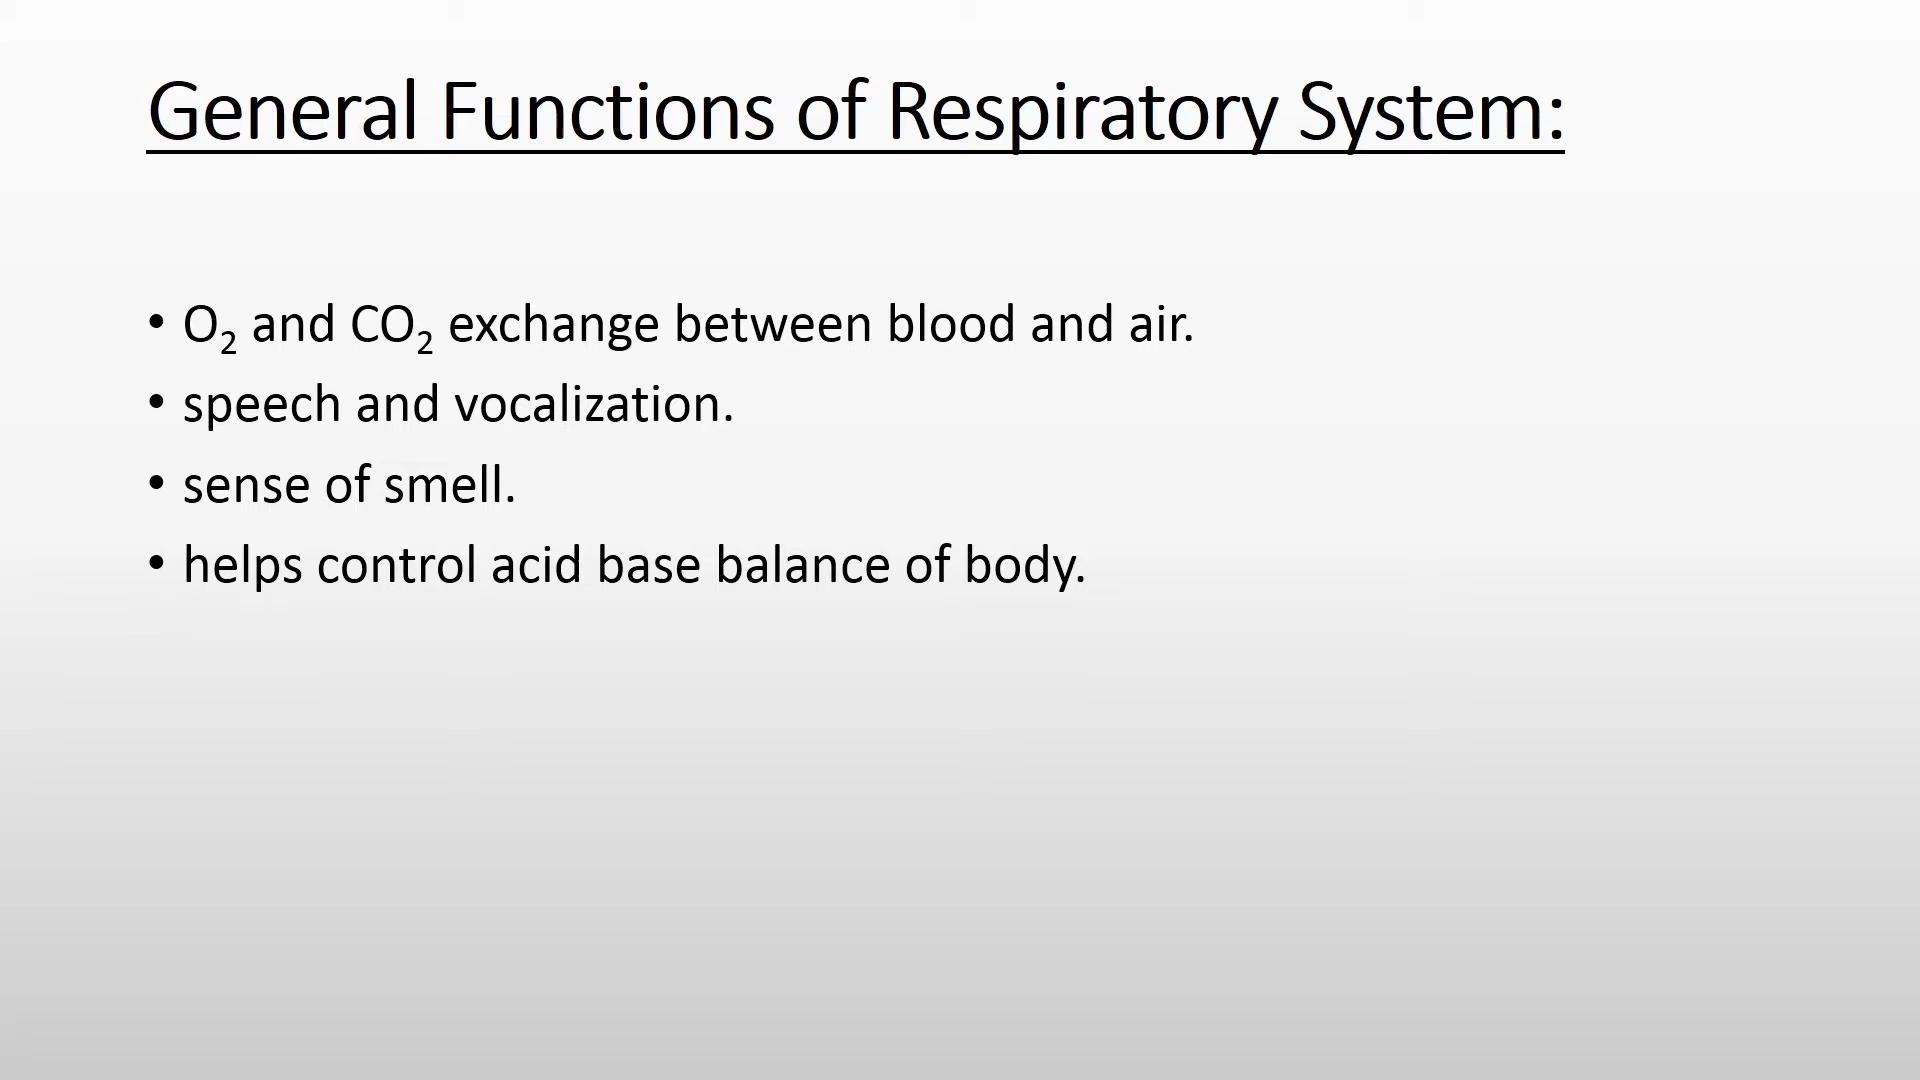 General Functions of Respiratory System:
• O₂ and CO₂ exchange between blood and air.
• speech and vocalization.
• sense of smell.
• helps control acid base balance of body.